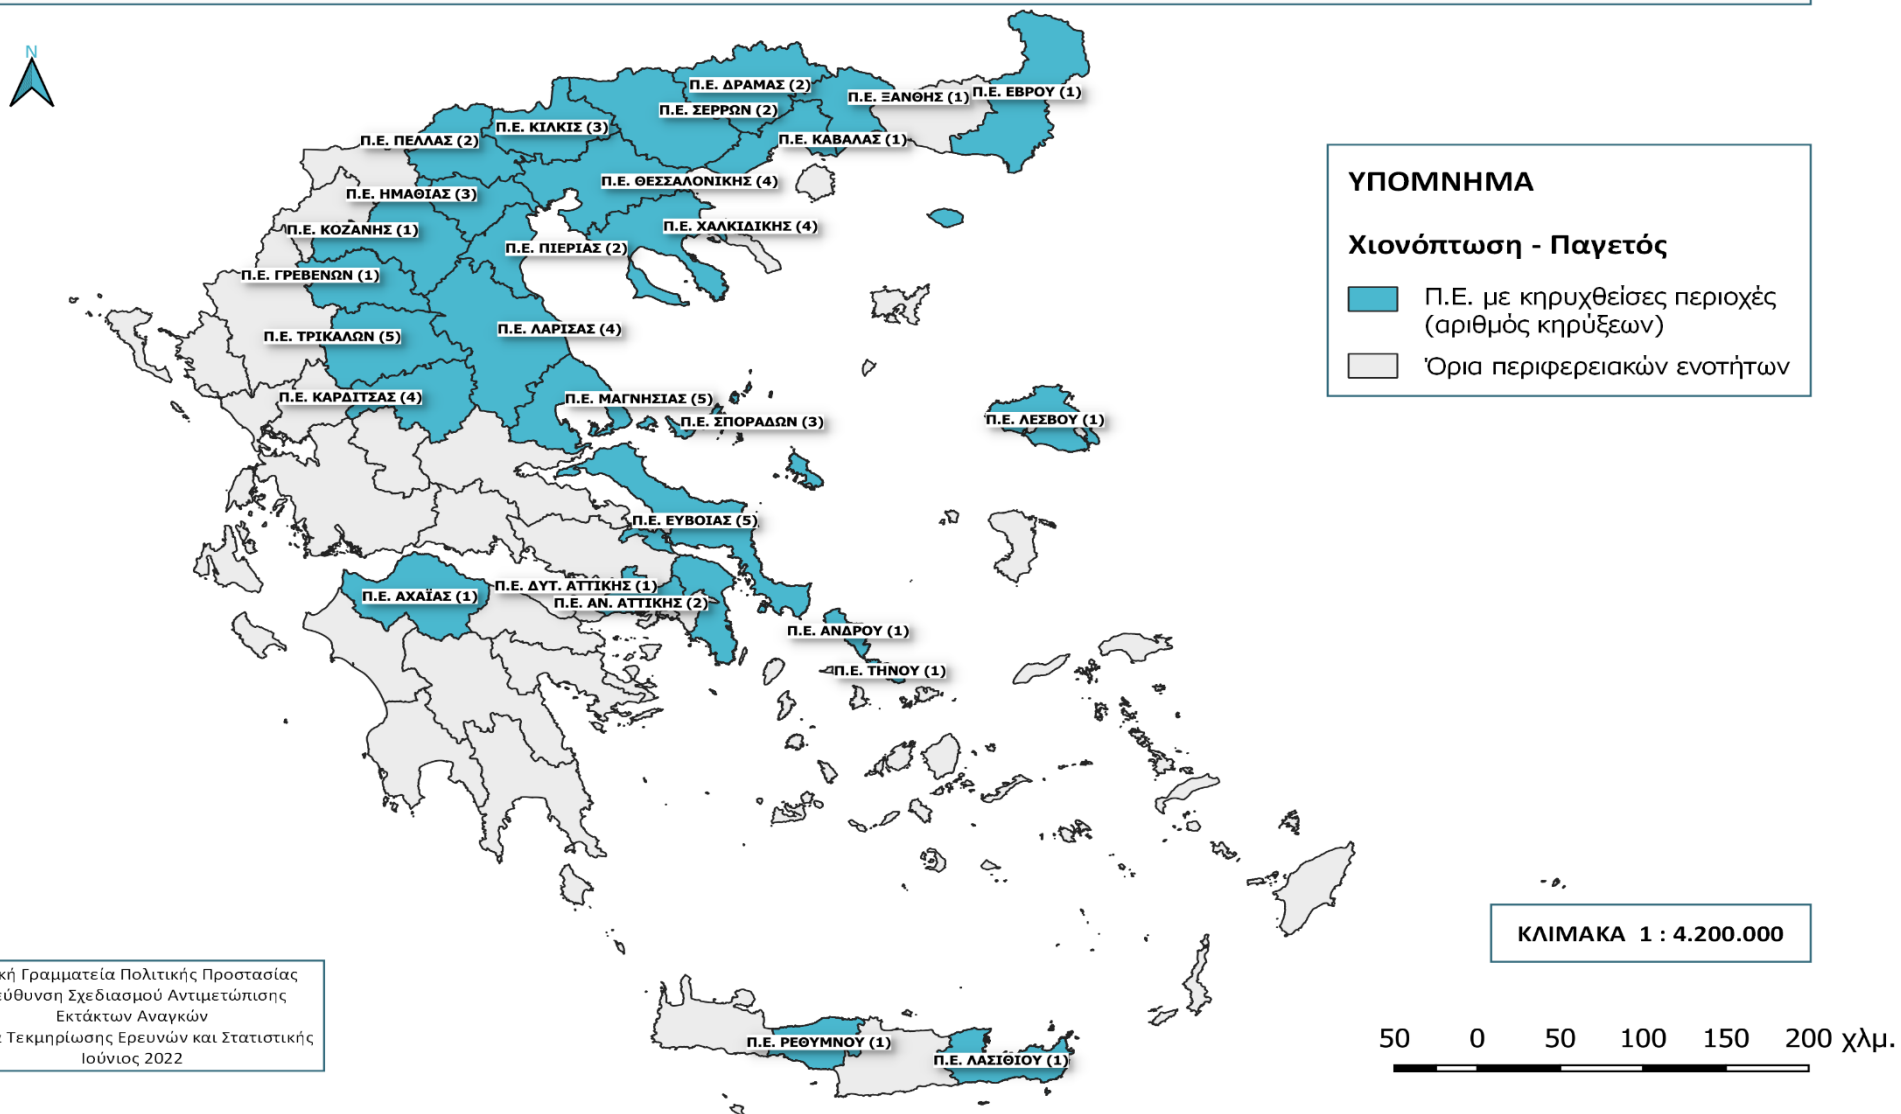 N
Π.Ε. ΔΡΑΜΑΣ (2)
Π.Ε. ΞΑΝΘΗΣ (1)
Π.Ε. ΕΒΡΟΥ (1)
Π.Ε. ΣΕΡΡΩΝ (2)
Π.Ε. ΚΙΛΚΙΣ (3)
Π.Ε. ΠΕΛΛΑΣ (2)
Π.Ε. ΚΑΒΑΛΑΣ (1)
Π.Ε. ΘΕΣΣΑΛΟΝΙΚΗΣ (4)
Π.Ε. ΗΜΑΘΙΑΣ (3)
Π.Ε. ΧΑΛΚΙΔΙΚΗΣ (4)
Π.Ε. ΚΟΖΑΝΗΣ (1)
Π.Ε. ΠΙΕΡΙΑΣ (2)
Π.Ε. ΓΡΕΒΕΝΩΝ (1)
Π.Ε. ΛΑΡΙΣΑΣ (4)
Π.Ε. ΤΡΙΚΑΛΩΝ (5)
Π.Ε. ΚΑΡΔΙΤΣΑΣ (4)
Π.Ε. ΜΑΓΝΗΣΙΑΣ (5)
Π.Ε. ΣΠΟΡΑΔΩΝ (3)
Π.Ε. ΛΕΣΒΟΥ (1)
Π.Ε. ΕΥΒΟΙΑΣ (5)
Π.Ε. ΔΥΤ. ΑΤΤΙΚΗΣ (1)
Π.Ε. ΑΧΑΪΑΣ (1)
Π.Ε. ΑΝ. ΑΤΤΙΚΗΣ (2)
Π.Ε. ΑΝΔΡΟΥ (1)
Π.Ε. ΤΗΝΟΥ (1)
Π.Ε. ΡΕΘΥΜΝΟΥ (1)
Π.Ε. ΛΑΣΙΘΙΟΥ (1)
ΥΠΟΜΝΗΜΑ
Χιονόπτωση - Παγετός
Π.Ε. με κηρυχθείσες περιοχές
(αριθμός κηρύξεων)
Όρια περιφερειακών ενοτήτων
ΚΛΙΜΑΚΑ 1 : 4.200.000
50 0 50 100 150 200 χλμ.
κή Γραμματεία Πολιτικής Προστασίας
εύθυνση Σχεδιασμού Αντιμετώπισης
Εκτάκτων Αναγκών
Τεκμηρίωσης Ερευνών και Στατιστικής
Ιούνιος 2022